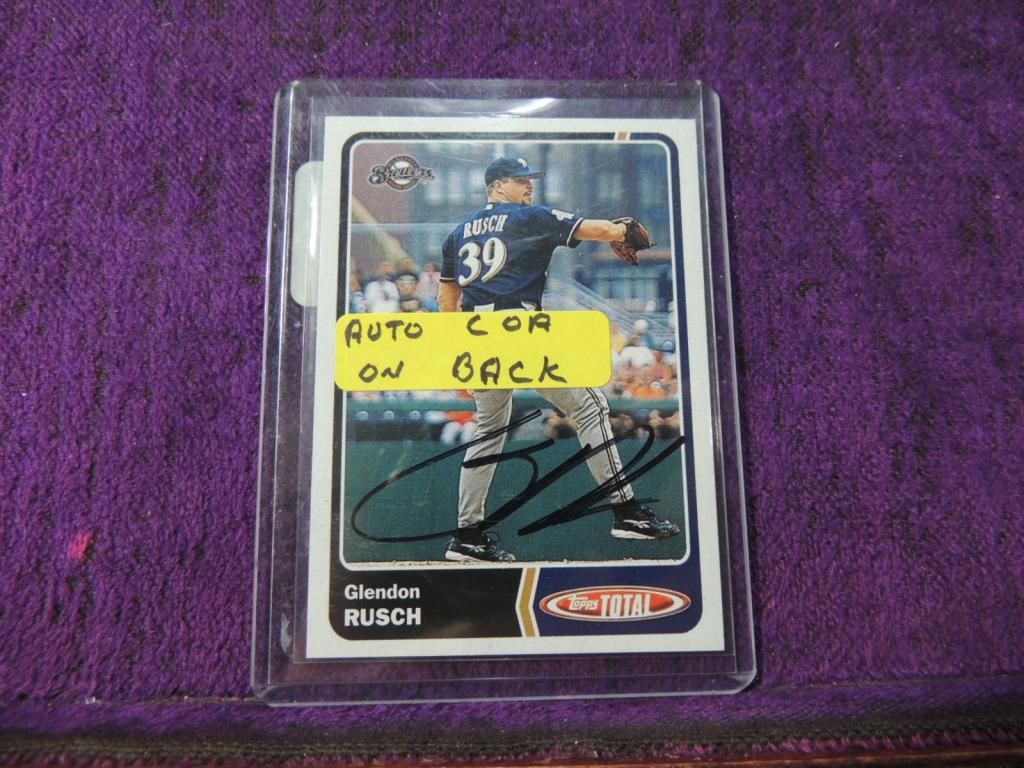 Brewers
RUSCH
39
AUTO COA
ON BACK
Glendon
RUSCH
Topps TOTAL